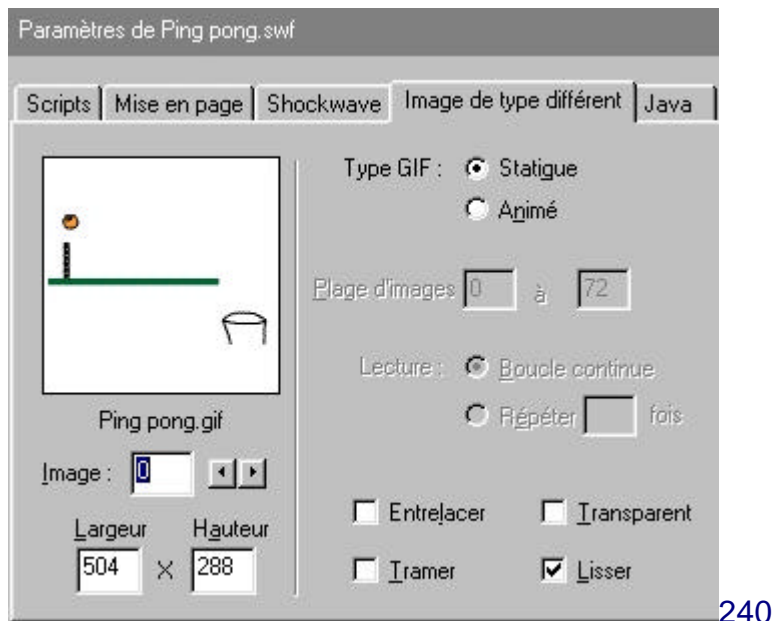 Paramètres de Ping pong.swf
Scripts Mise en page Shockwave Image de type différent Java
Type GIF : Statigue
Animé
Plage d'images 0 à 72
Lecture : Boucle continue
Répéter fois
Ping pong.gif
Image : 0
Largeur Hauteur
504 X 288
Entrelacer Transparent
Tramer Lisser
240